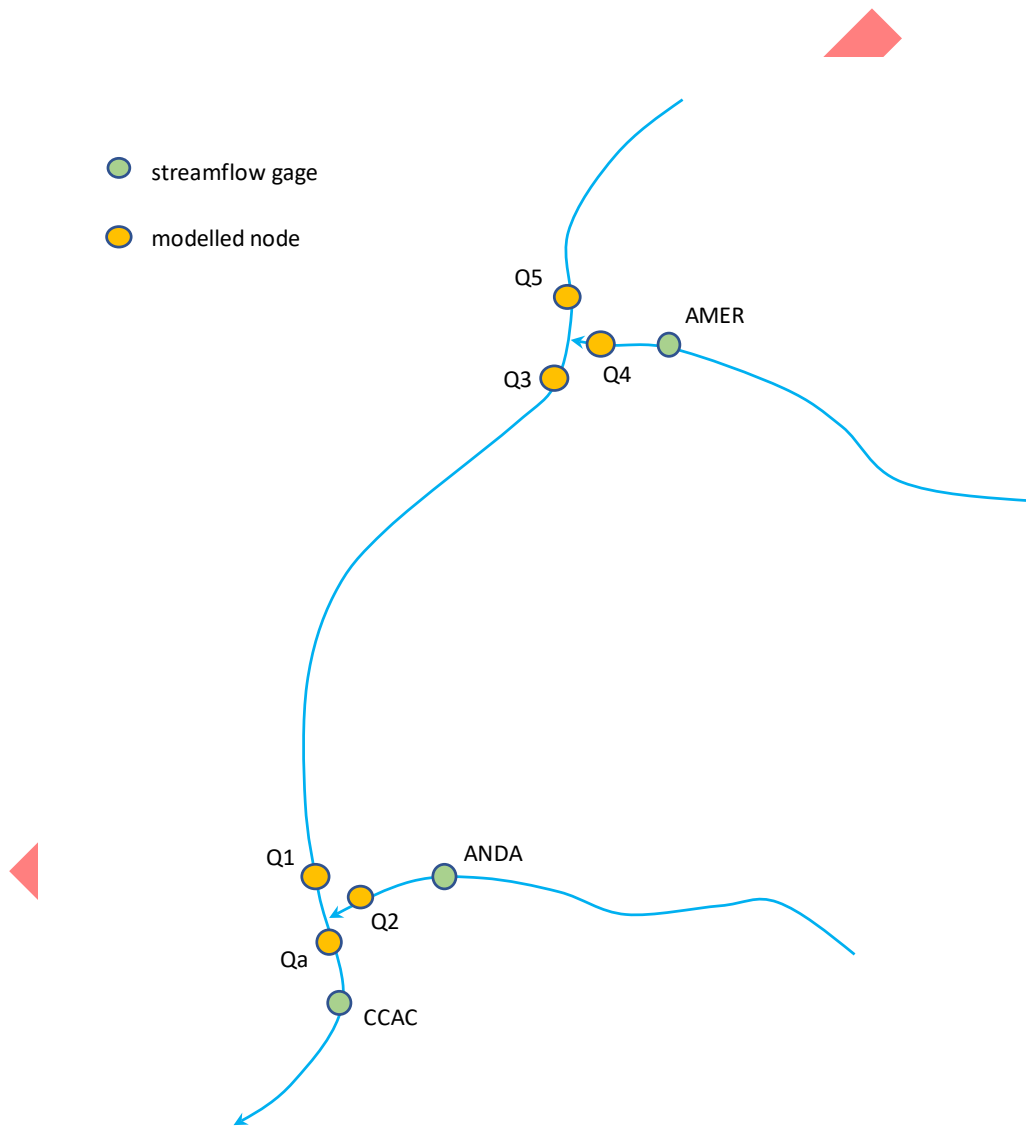 streamflow gage
modelled node
Q5
AMER
Q3
Q4
Q1
ANDA
Q2
Qa
CCAC